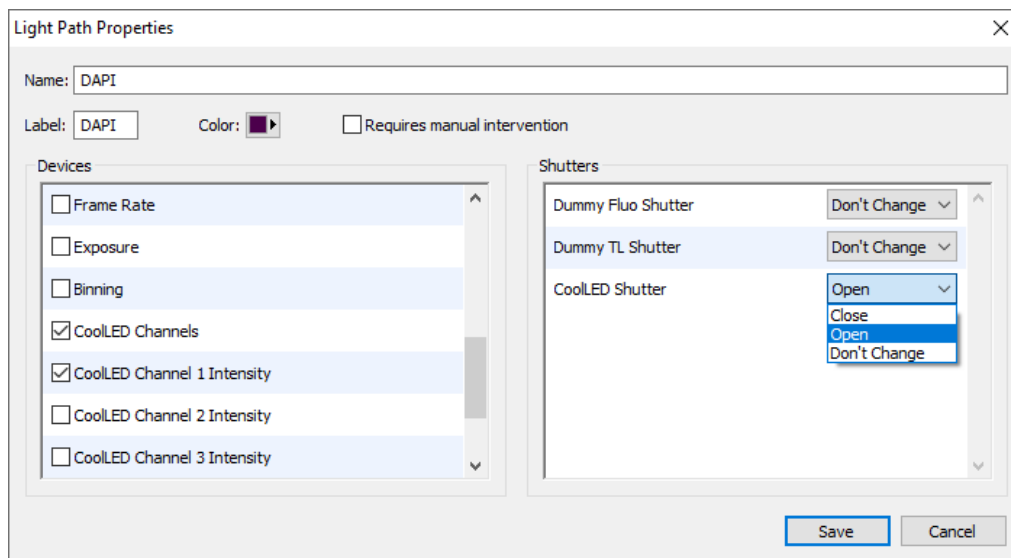 Light Path Properties
Name: DAPI
Label: DAPI Color: Requires manual intervention
Devices
Frame Rate
Exposure
Binning
CoolLED Channels
CoolLED Channel 1 Intensity
CoolLED Channel 2 Intensity
CoolLED Channel 3 Intensity
Shutters
Dummy Fluo Shutter Don't Change
Dummy TL Shutter Don't Change
CoolLED Shutter Open
Close
Open
Don't Change
Save Cancel